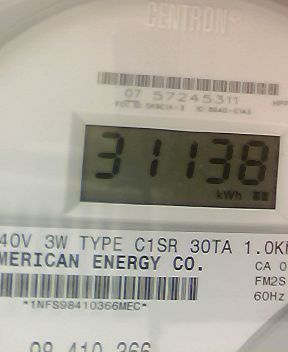 CENTRON®
07 57245311
31138
kWh
40V 3W TYPE C1SR 30TA 1.0K
MERICAN ENERGY CO.
CA 0
FM2S
60Hz
*1NFS98410366MEC*
98 410 366